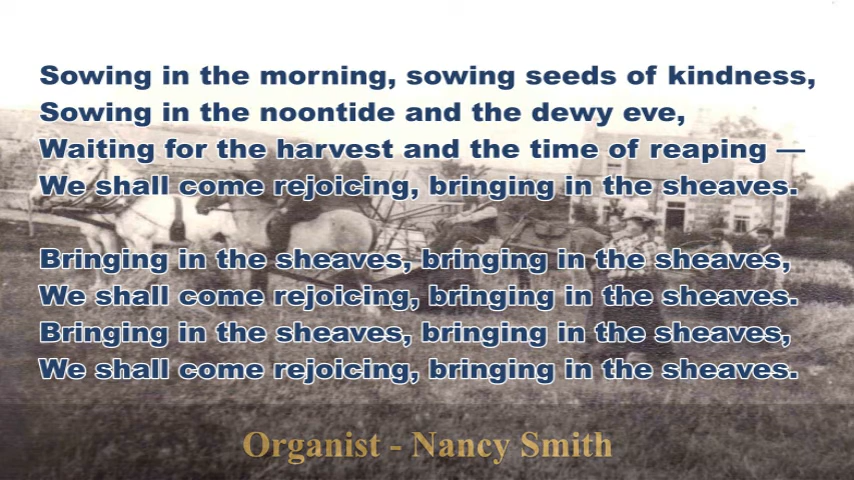 Sowing in the morning, sowing seeds of kindness,
Sowing in the noontide and the dewy eve,
Waiting for the harvest and the time of reaping —
We shall come rejoicing, bringing in the sheaves.
Bringing in the sheaves, bringing in the sheaves,
We shall come rejoicing, bringing in the sheaves.
Bringing in the sheaves, bringing in the sheaves,
We shall come rejoicing, bringing in the sheaves.
Organist - Nancy Smith